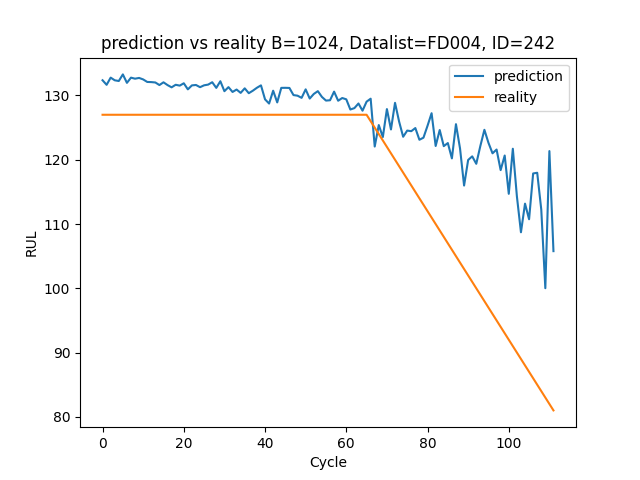 prediction vs reality B=1024, Datalist=FD004, ID=242
prediction
reality
RUL
130
120
110
100
90
80
0 20 40 60 80 100
Cycle